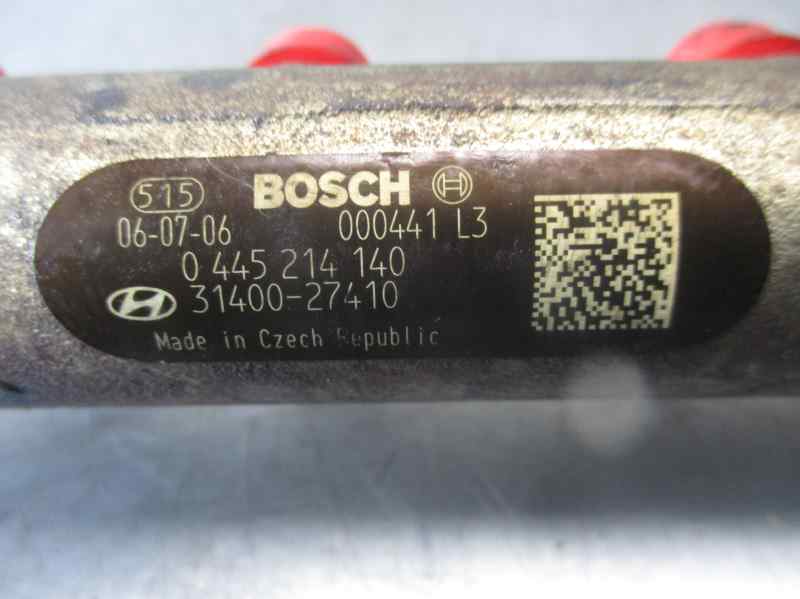 515 BOSCH
06-07-06 000441 L3
0 445 214 140
31400-27410
Made in Czech Republic